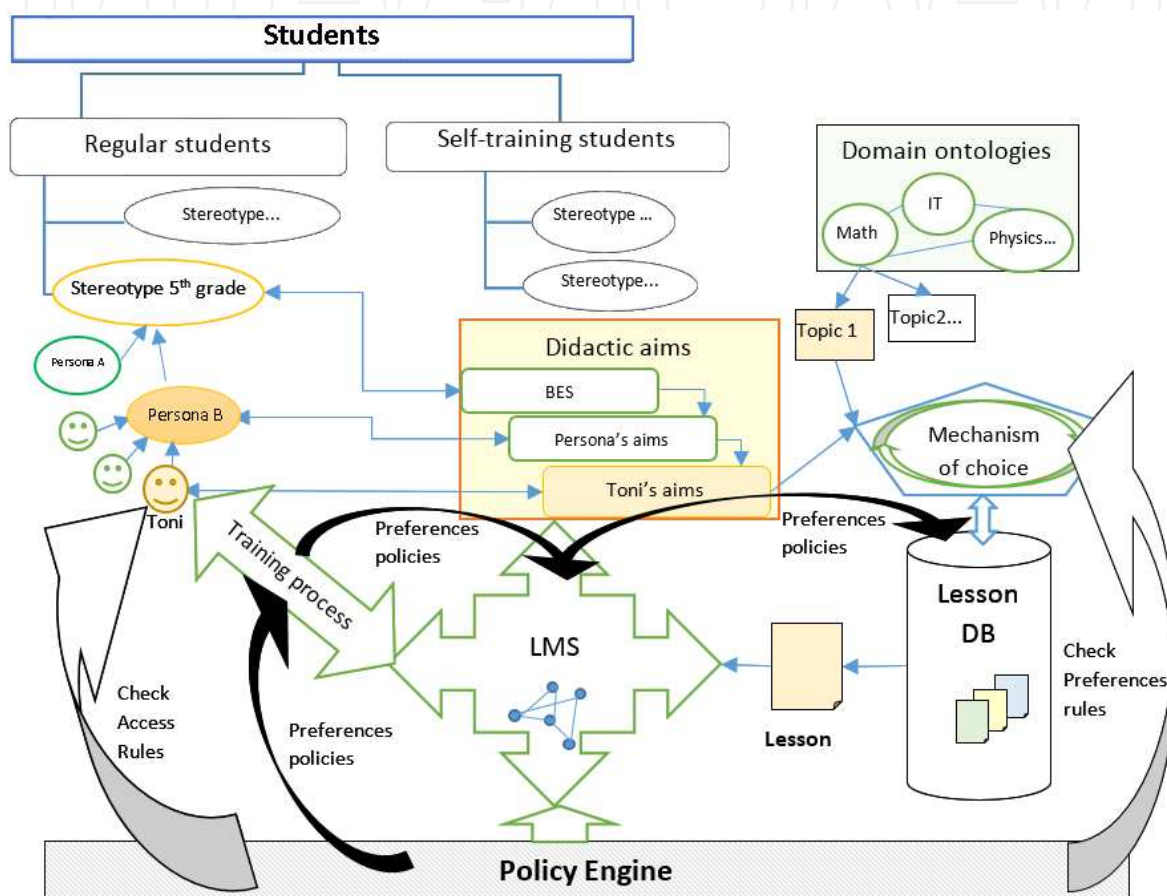 Students
Regular students
Self-training students
Domain ontologies
IT
Math
Physics...
Stereotype...
Stereotype ...
Stereotype...
Stereotype 5th grade
Topic 1
Topic2...
Persona A
Persona B
Toni
Didactic aims
BES
Persona's aims
Toni's aims
Mechanism
of choice
Training process
Preferences
policies
Preferences
policies
Preferences
policies
LMS
Lesson
Lesson
DB
Check
Access
Rules
Check
Preferences
rules
Policy Engine